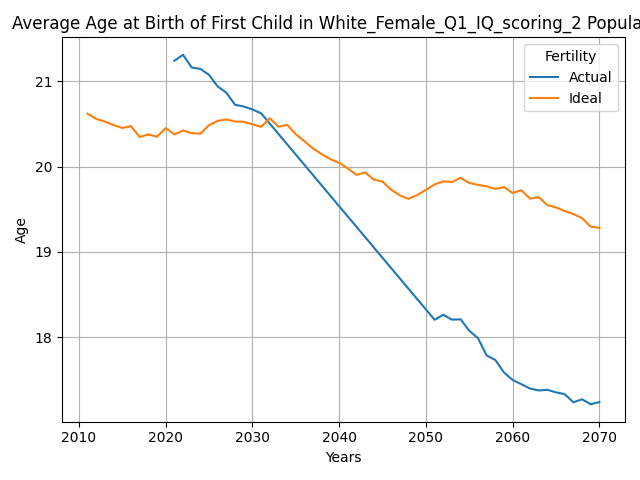 Average Age at Birth of First Child in White_Female_Q1_IQ_scoring_2 Popula
Fertility
Actual
Ideal
21
20
19
18
Age
2010 2020 2030 2040 2050 2060 2070
Years